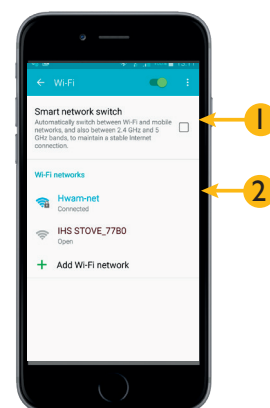 Wi-Fi
Smart network switch
Automatically switch between Wi-Fi and mobile
networks, and also between 2.4 GHz and 5
GHz bands, to maintain a stable Internet
connection.
1
Wi-Fi networks
2
Hwam-net
Connected
IHS STOVE_77B0
Open
+ Add Wi-Fi network